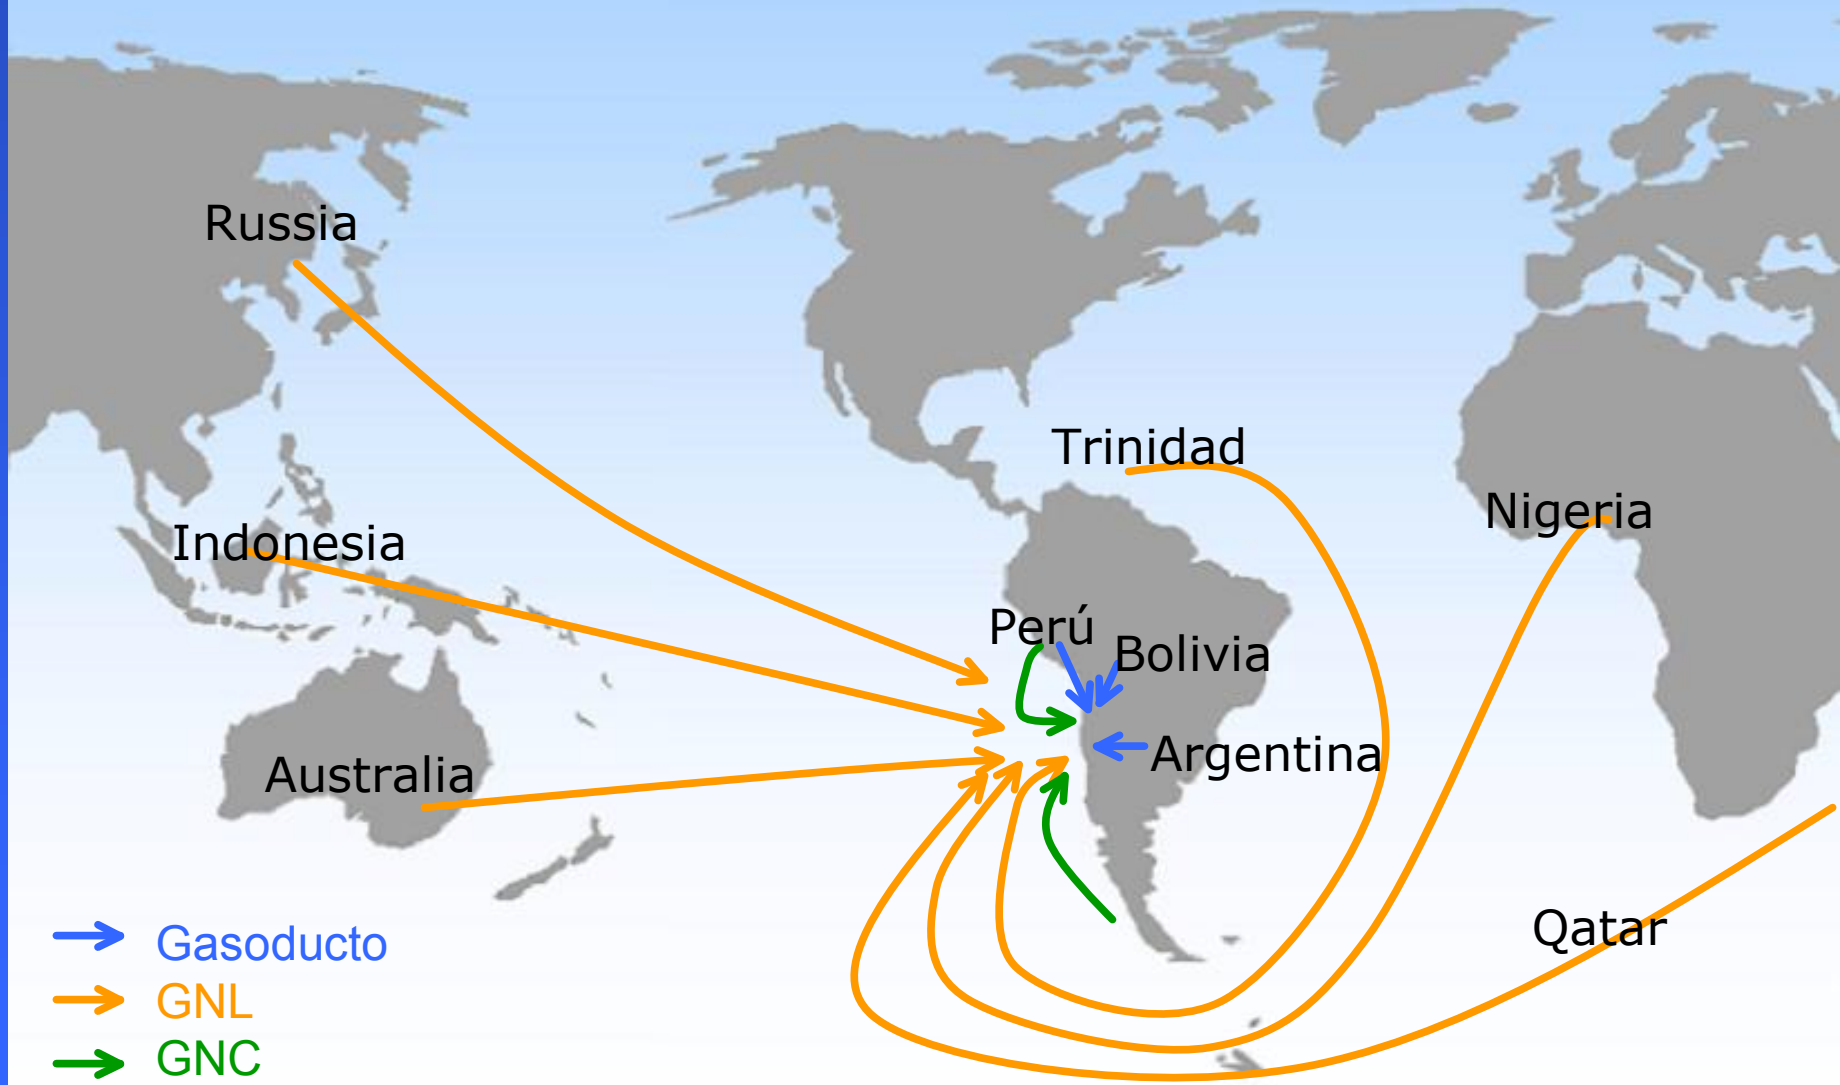 Russia
Trinidad
Nigeria
Indonesia
Perú
Bolivia
Argentina
Australia
Qatar
Gasoducto
GNL
GNC